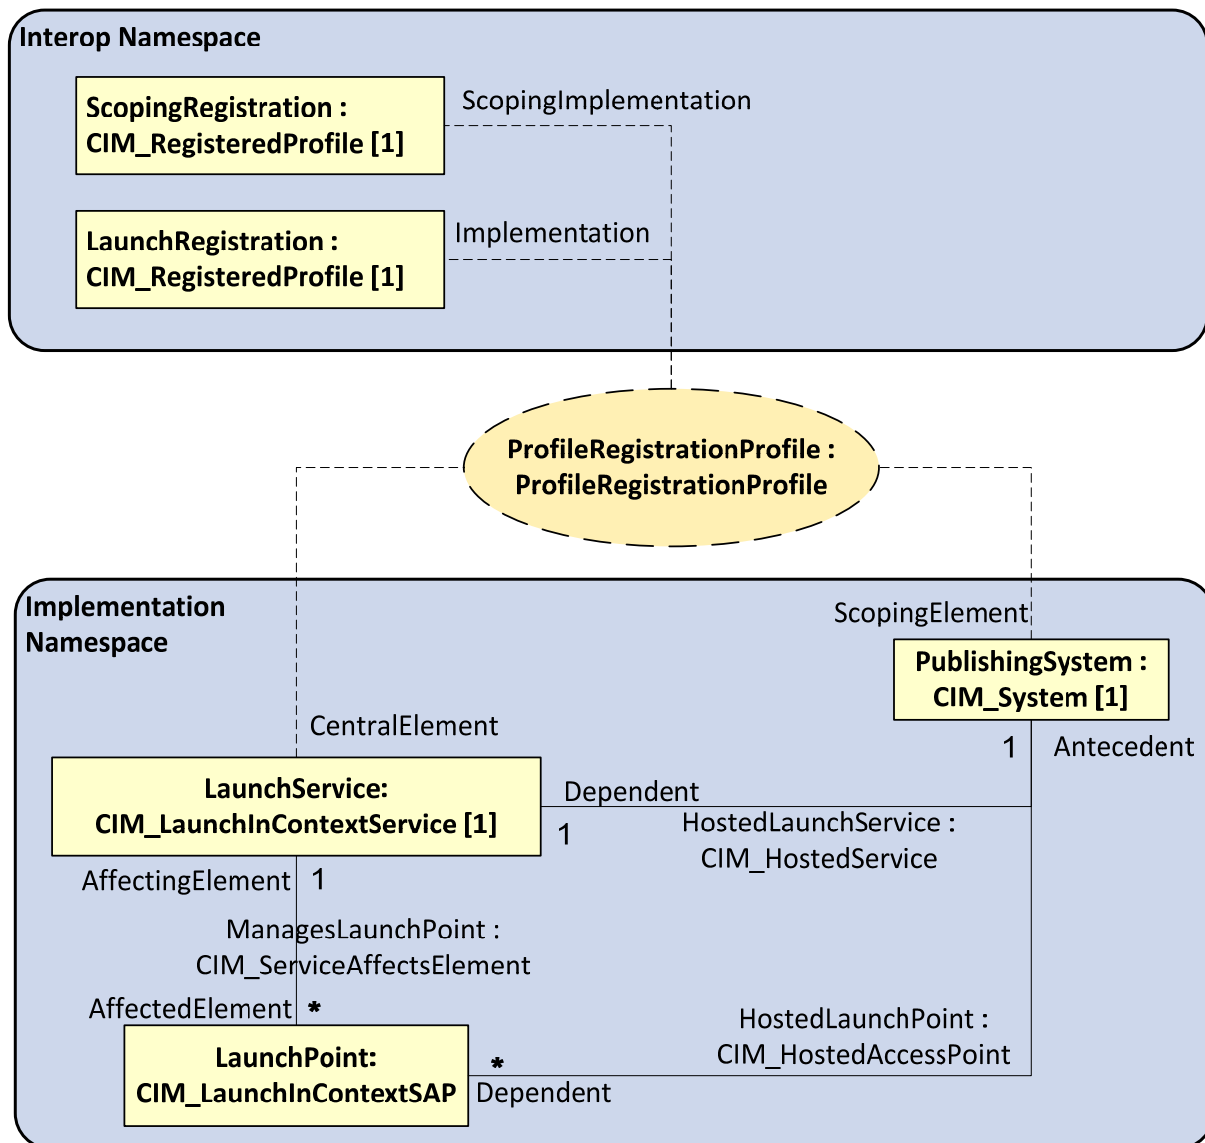 Interop Namespace
ScopingRegistration :
CIM_RegisteredProfile [1]
ScopingImplementation
LaunchRegistration :
CIM_RegisteredProfile [1]
Implementation
ProfileRegistrationProfile :
ProfileRegistrationProfile
Implementation
Namespace
ScopingElement
PublishingSystem :
CIM_System [1]
1
Antecedent
CentralElement
LaunchService:
CIM_LaunchInContextService [1]
Dependent
1
HostedLaunchService :
CIM_HostedService
AffectingElement
1
ManagesLaunchPoint :
CIM_ServiceAffectsElement
AffectedElement
*
HostedLaunchPoint :
CIM_HostedAccessPoint
LaunchPoint:
CIM_LaunchInContextSAP
*
Dependent